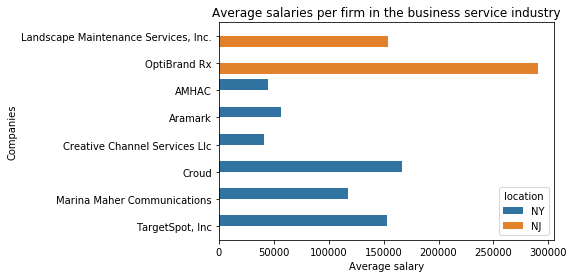 Average salaries per firm in the business service industry
Companies
Landscape Maintenance Services, Inc.
OptiBrand Rx
AMHAC
Aramark
Creative Channel Services Llc
Croud
Marina Maher Communications
TargetSpot, Inc
location
NY
NJ
0 50000 100000 150000 200000 250000 300000
Average salary